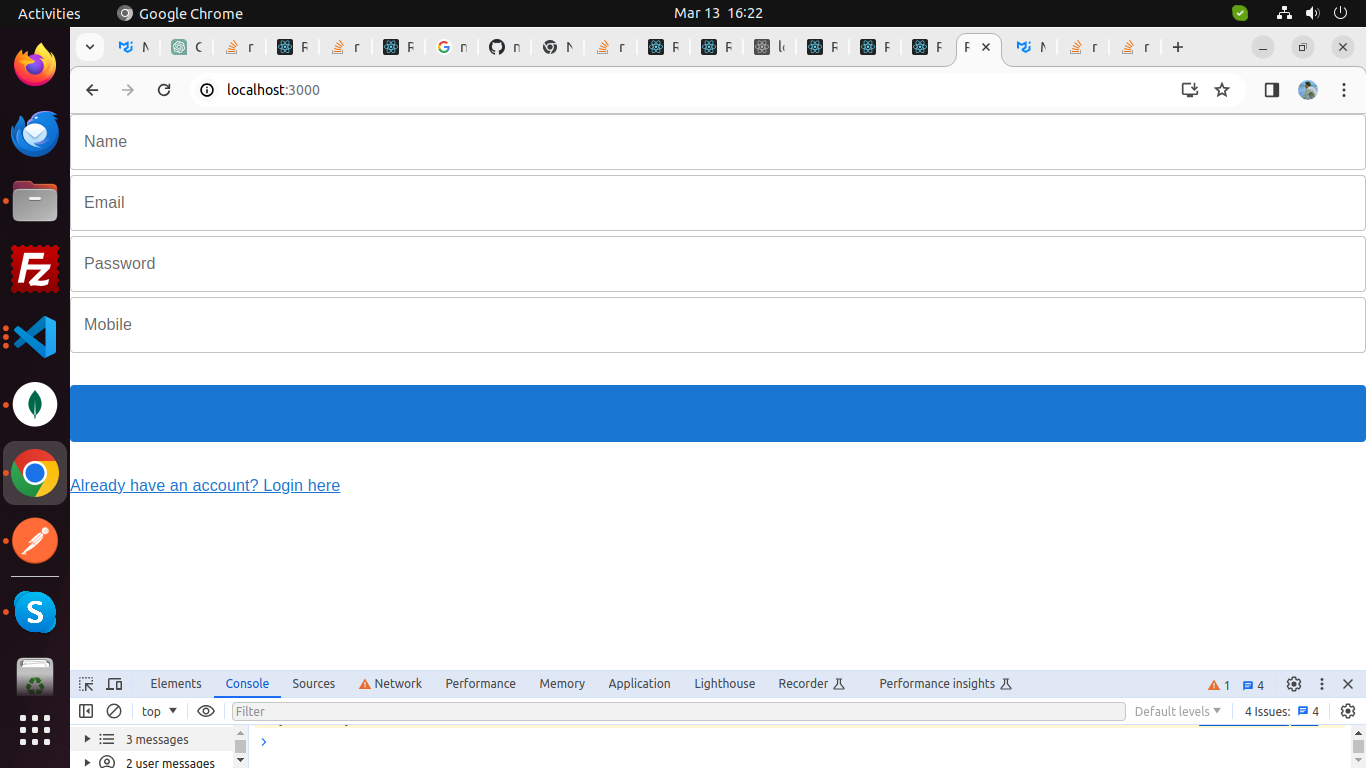 Activities
Google Chrome
Mar 13 16:22
localhost:3000
Name
Email
Password
Mobile
Already have an account? Login here
Elements
Console
Sources
Network
Performance
Memory
Application
Lighthouse
Recorder
Performance insights
1
4
top
Filter
Default levels
4 Issues:
4
3 messages
2 user messages